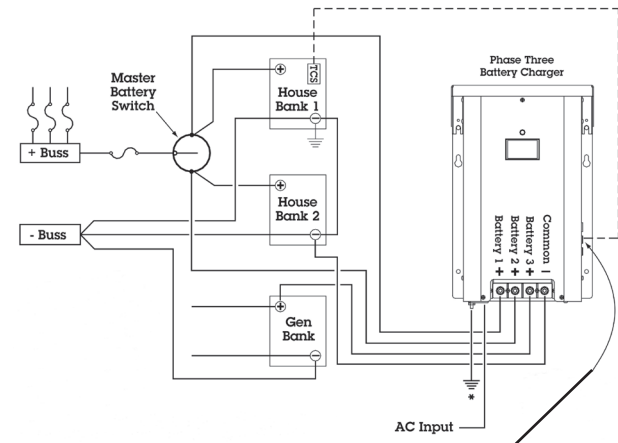 Phase Three
Battery Charger
Master
Battery
Switch
TCS
House
Bank 1
+ Buss
House
Bank 2
- Buss
Battery 1 +
Battery 2 +
Battery 3 +
Common −
Gen
Bank
*
AC Input